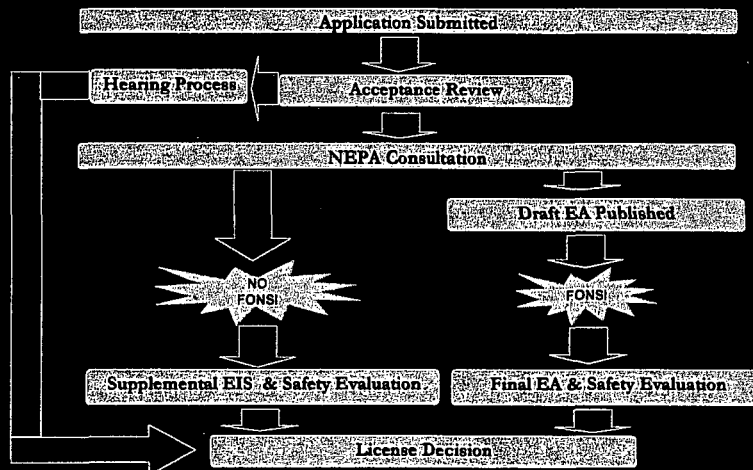 Application Submitted
Hearing Process
Acceptance Review
NEPA Consultation
Draft EA Published
NO
FONSI
FONSI
Supplemental EIS & Safety Evaluation
Final EA & Safety Evaluation
License Decision